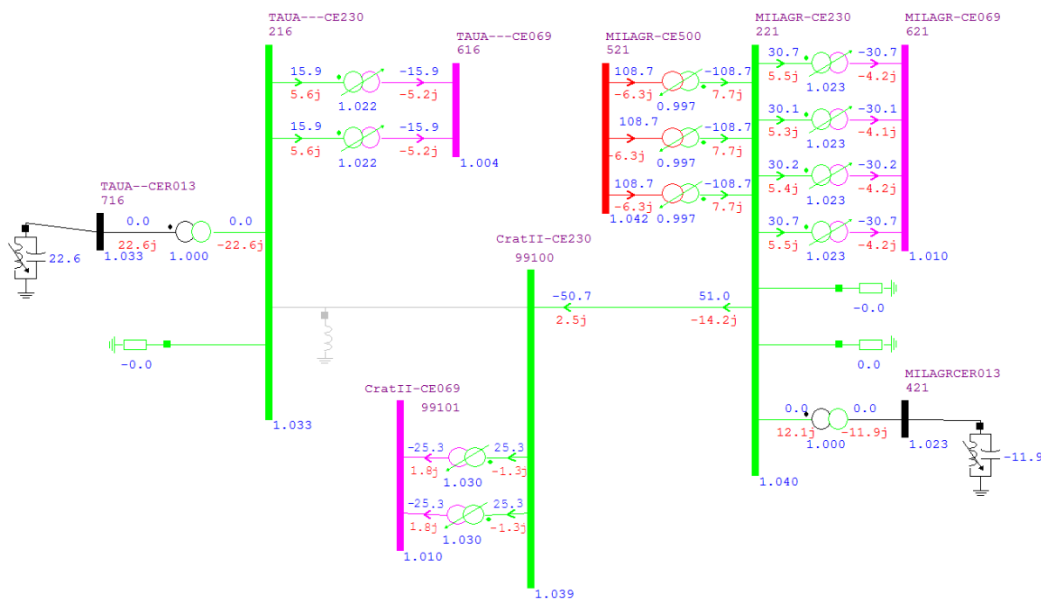 TAUA---CE230
216
15.9
-15.9
5.6j
-5.2j
1.022
15.9
-15.9
5.6j
-5.2j
1.022
TAUA---CE069
616
1.004
TAUA--CER013
716
0.0
0.0
22.6j
-22.6j
1.033
1.000
22.6
-0.0
1.033
MILAGR-CE500
521
108.7
-108.7
-6.3j
7.7j
0.997
108.7
-108.7
-6.3j
7.7j
0.997
108.7
-108.7
-6.3j
7.7j
1.042
0.997
MILAGR-CE230
221
30.7
-30.7
5.5j
-4.2j
1.023
30.1
-30.1
5.3j
-4.1j
1.023
30.2
-30.2
5.4j
-4.2j
1.023
30.7
-30.7
5.5j
-4.2j
1.023
MILAGR-CE069
621
1.010
CratII-CE230
99100
-50.7
51.0
2.5j
-14.2j
-0.0
0.0
MILAGRCER013
421
0.0
0.0
12.1j
-11.9j
1.000
1.023
-11.9
1.040
CratII-CE069
99101
-25.3
25.3
1.8j
-1.3j
1.030
-25.3
25.3
1.8j
-1.3j
1.030
1.010
1.039